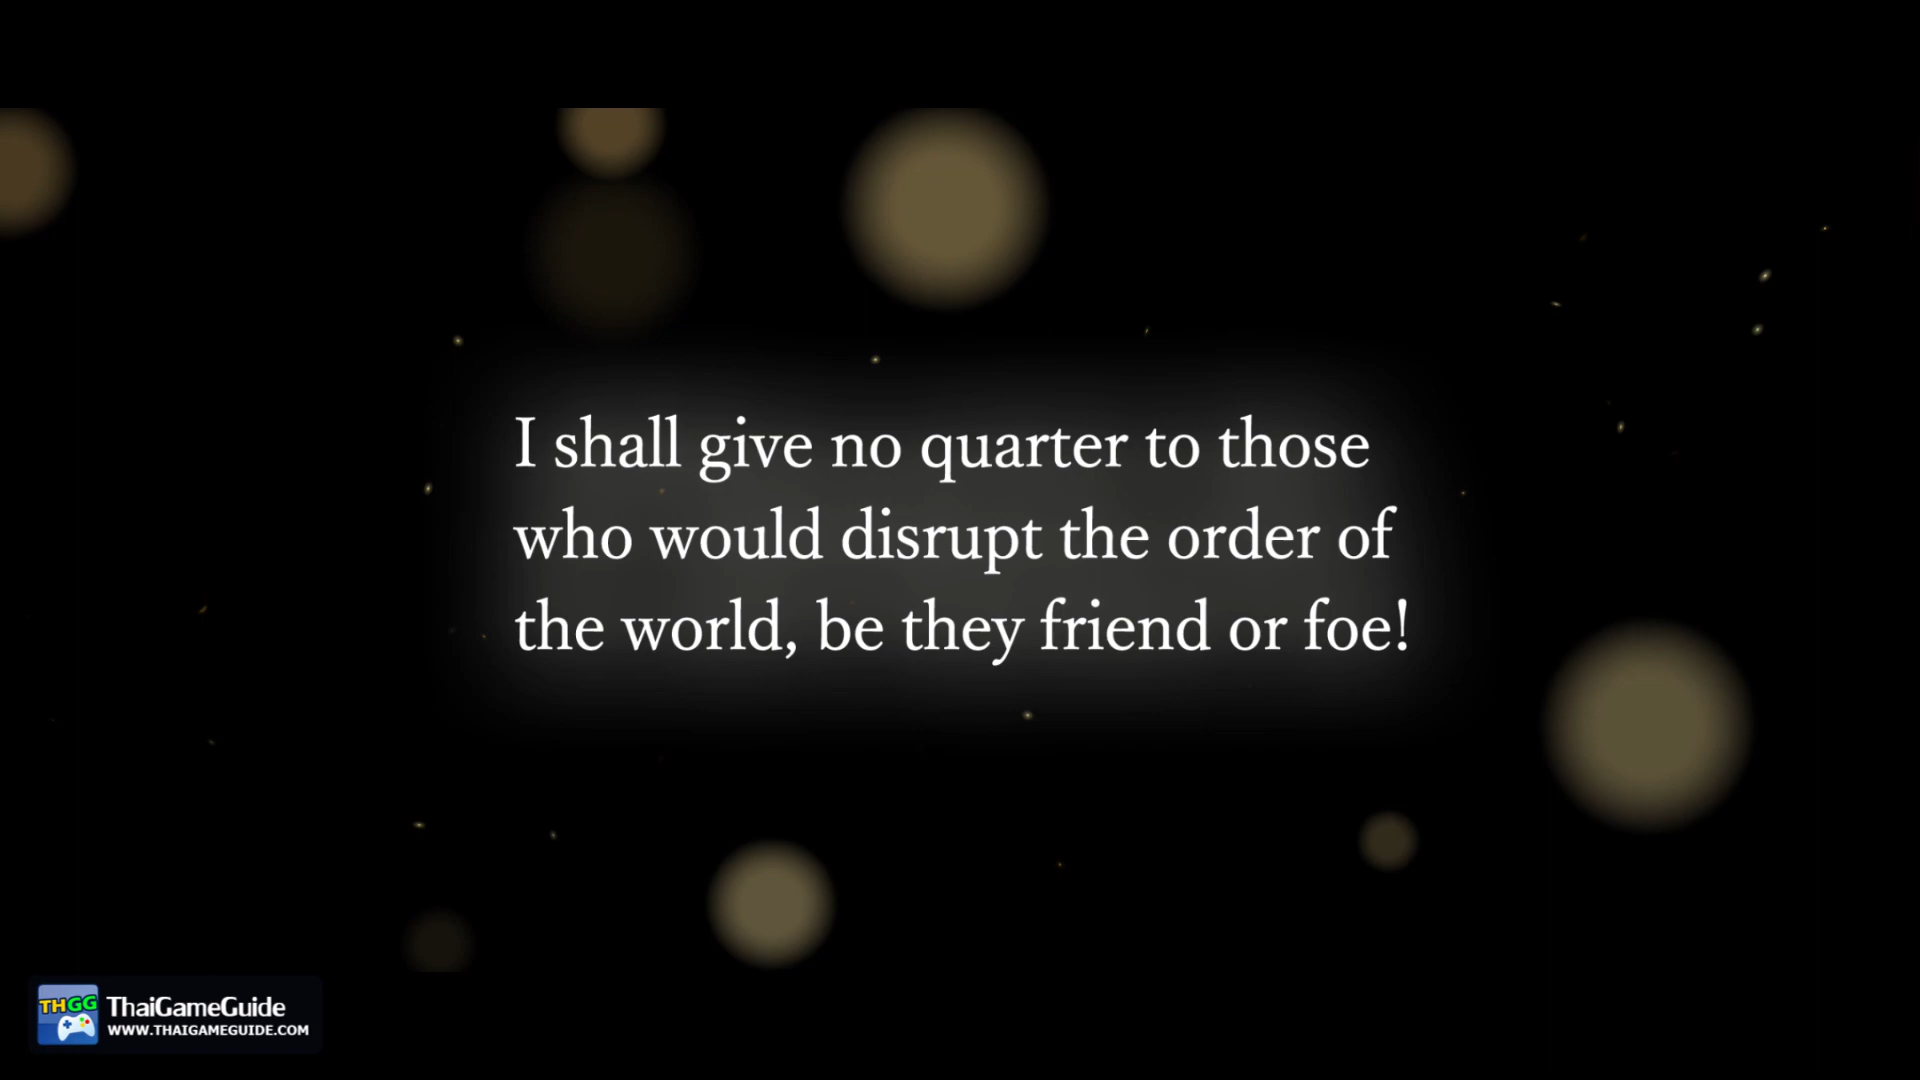 I shall give no quarter to those
who would disrupt the order of
the world, be they friend or foe!
THGG
ThaiGameGuide
WWW.THAIGAMEGUIDE.COM